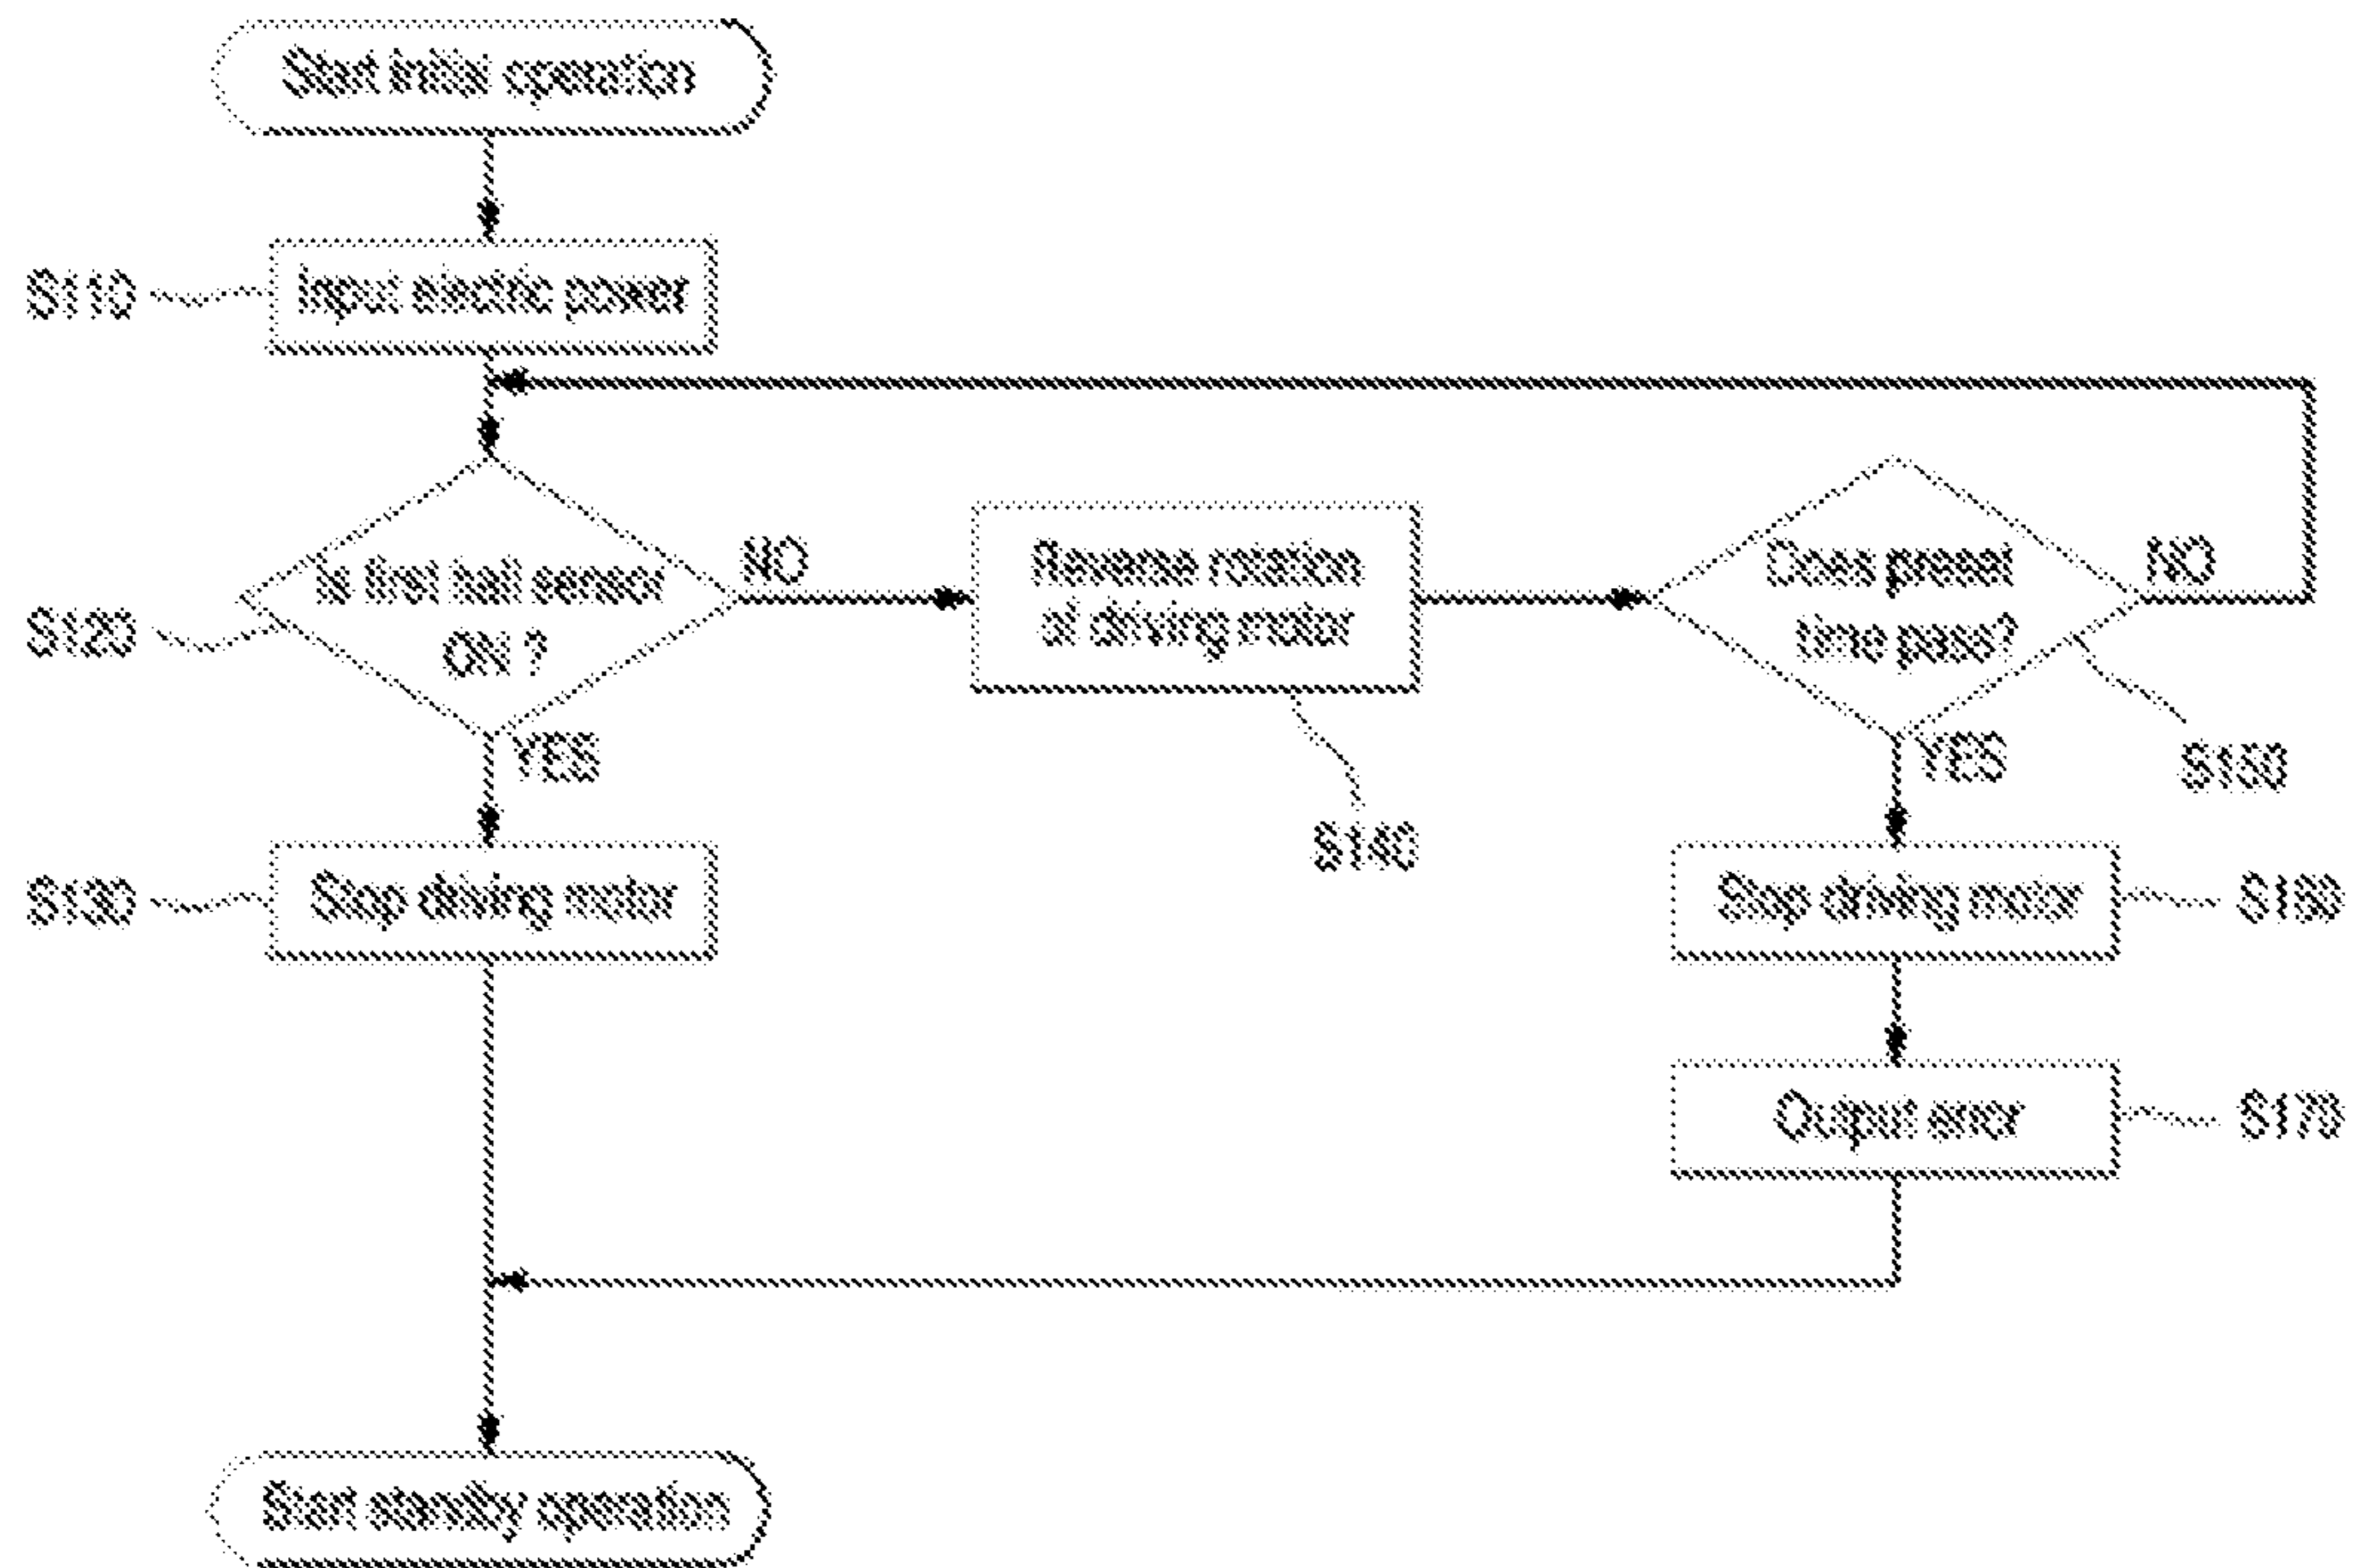 Start initial operation
S110
Input electric power
S120
Is first hall sensor
ON ?
NO
Reverse rotation
of driving motor
Does preset
time pass?
NO
YES
S140
YES
S150
S130
Stop driving motor
Stop driving motor
S160
Output error
S170
Start standby operation